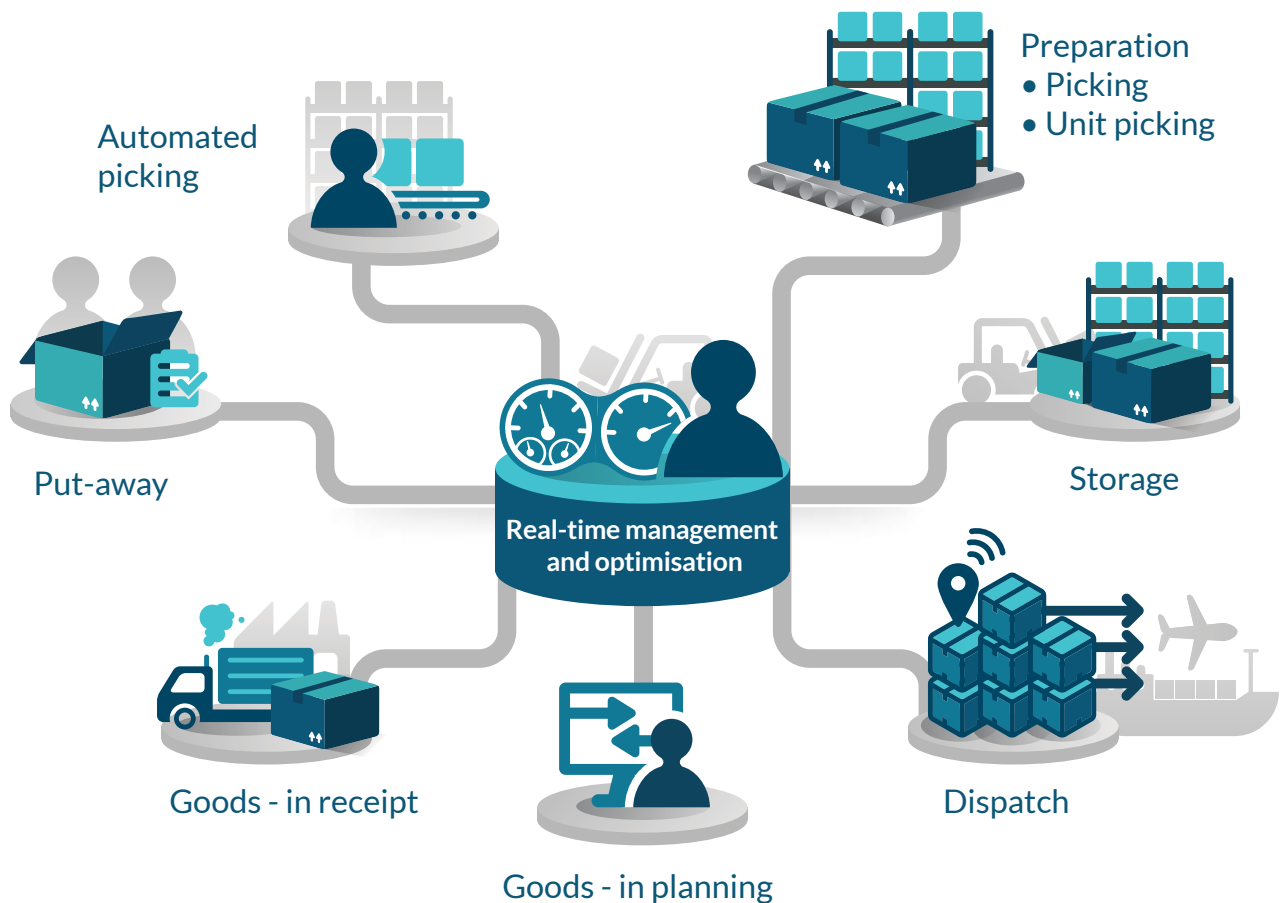 Preparation
• Picking
• Unit picking
Automated
picking
Put-away
Storage
Real-time management
and optimisation
Goods - in receipt
Dispatch
Goods - in planning